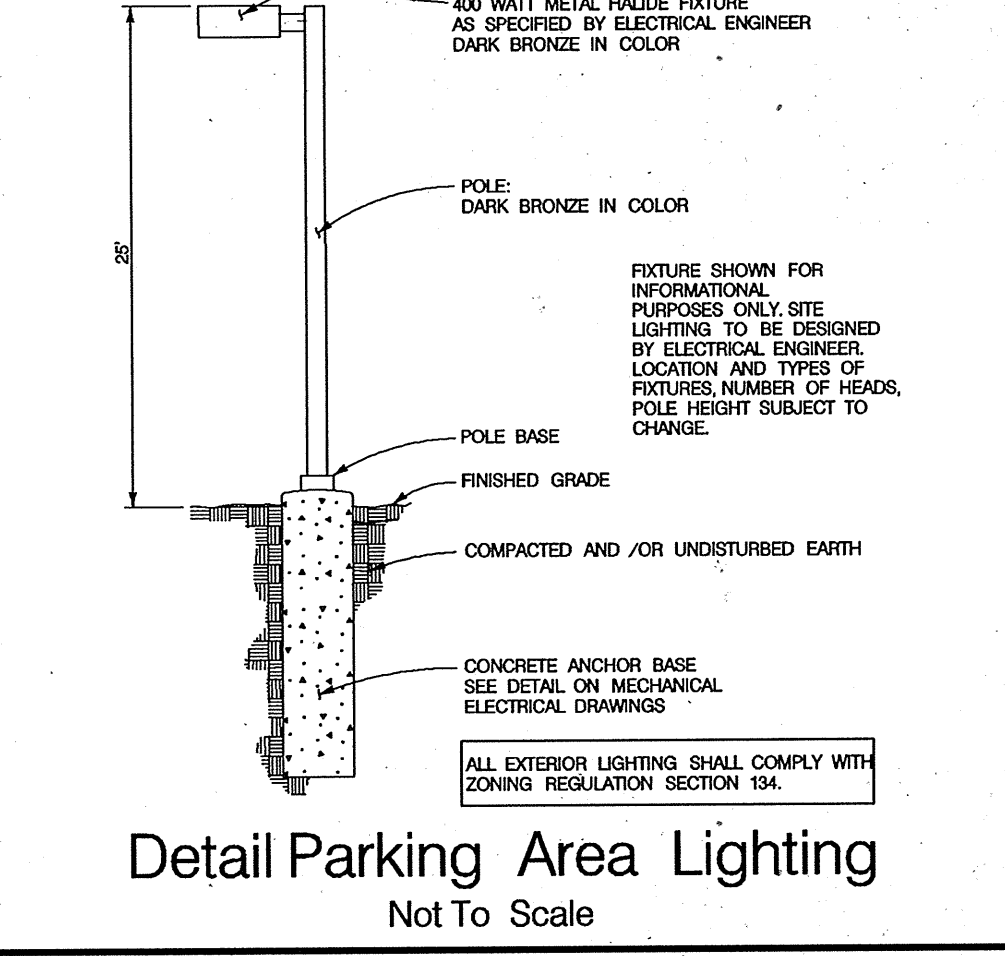 400 WATT METAL HALIDE FIXTURE
AS SPECIFIED BY ELECTRICAL ENGINEER
DARK BRONZE IN COLOR
POLE:
DARK BRONZE IN COLOR
25'
FIXTURE SHOWN FOR
INFORMATIONAL
PURPOSES ONLY. SITE
LIGHTING TO BE DESIGNED
BY ELECTRICAL ENGINEER.
LOCATION AND TYPES OF
FIXTURES, NUMBER OF HEADS,
POLE HEIGHT SUBJECT TO
CHANGE.
POLE BASE
FINISHED GRADE
COMPACTED AND /OR UNDISTURBED EARTH
CONCRETE ANCHOR BASE
SEE DETAIL ON MECHANICAL
ELECTRICAL DRAWINGS
ALL EXTERIOR LIGHTING SHALL COMPLY WITH
ZONING REGULATION SECTION 134.
Detail Parking Area Lighting
Not To Scale